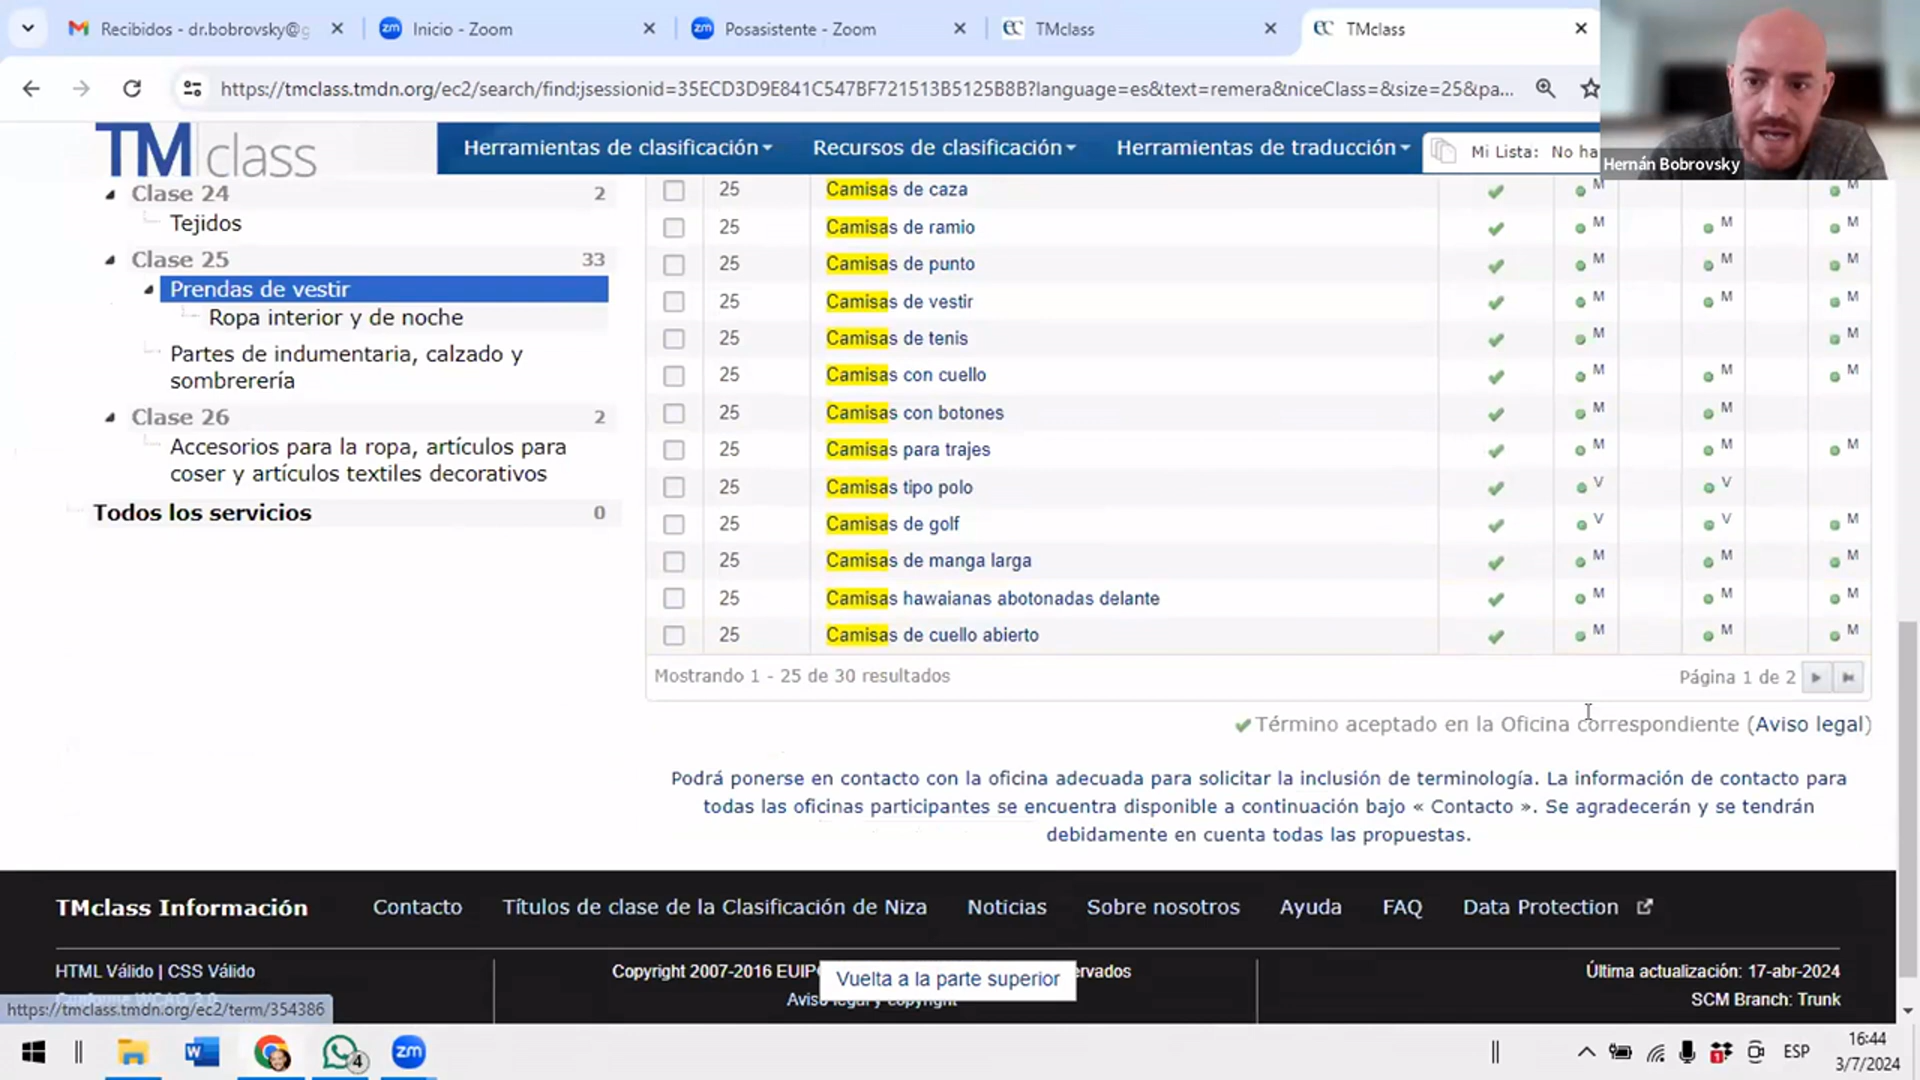 Recibidos - dr.bobrovsky@g
Inicio - Zoom
Posasistente - Zoom
TMclass
TMclass
https://tmclass.tmdn.org/ec2/search/find;jsessionid=35ECD3D9E841C547BF721513B5125B8B?language=es&text=remera&niceClass=&size=25&pa...
Hernán Bobrovsky
TM class
Herramientas de clasificación
Recursos de clasificación
Herramientas de traducción
Mi Lista: No ha
Clase 24 2
Tejidos
Clase 25 33
Prendas de vestir
Ropa interior y de noche
Partes de indumentaria, calzado y
sombrerería
Clase 26 2
Accesorios para la ropa, artículos para
coser y artículos textiles decorativos
Todos los servicios 0
25 Camisas de caza M M
25 Camisas de ramio M M M
25 Camisas de punto M M M
25 Camisas de vestir M M M
25 Camisas de tenis M M
25 Camisas con cuello M M M
25 Camisas con botones M M
25 Camisas para trajes M M M
25 Camisas tipo polo V V
25 Camisas de golf V V M
25 Camisas de manga larga M M M
25 Camisas hawaianas abotonadas delante M M M
25 Camisas de cuello abierto M M M
Mostrando 1 - 25 de 30 resultados
Página 1 de 2
Término aceptado en la Oficina correspondiente (Aviso legal)
Podrá ponerse en contacto con la oficina adecuada para solicitar la inclusión de terminología. La información de contacto para
todas las oficinas participantes se encuentra disponible a continuación bajo « Contacto ». Se agradecerán y se tendrán
debidamente en cuenta todas las propuestas.
TMclass Información
Contacto
Títulos de clase de la Clasificación de Niza
Noticias
Sobre nosotros
Ayuda
FAQ
Data Protection
HTML Válido | CSS Válido
Copyright 2007-2016 EUIPO
Vuelta a la parte superior
Última actualización: 17-abr-2024
SCM Branch: Trunk
https://tmclass.tmdn.org/ec2/term/354386
4
zm
ESP
16:44
3/7/2024